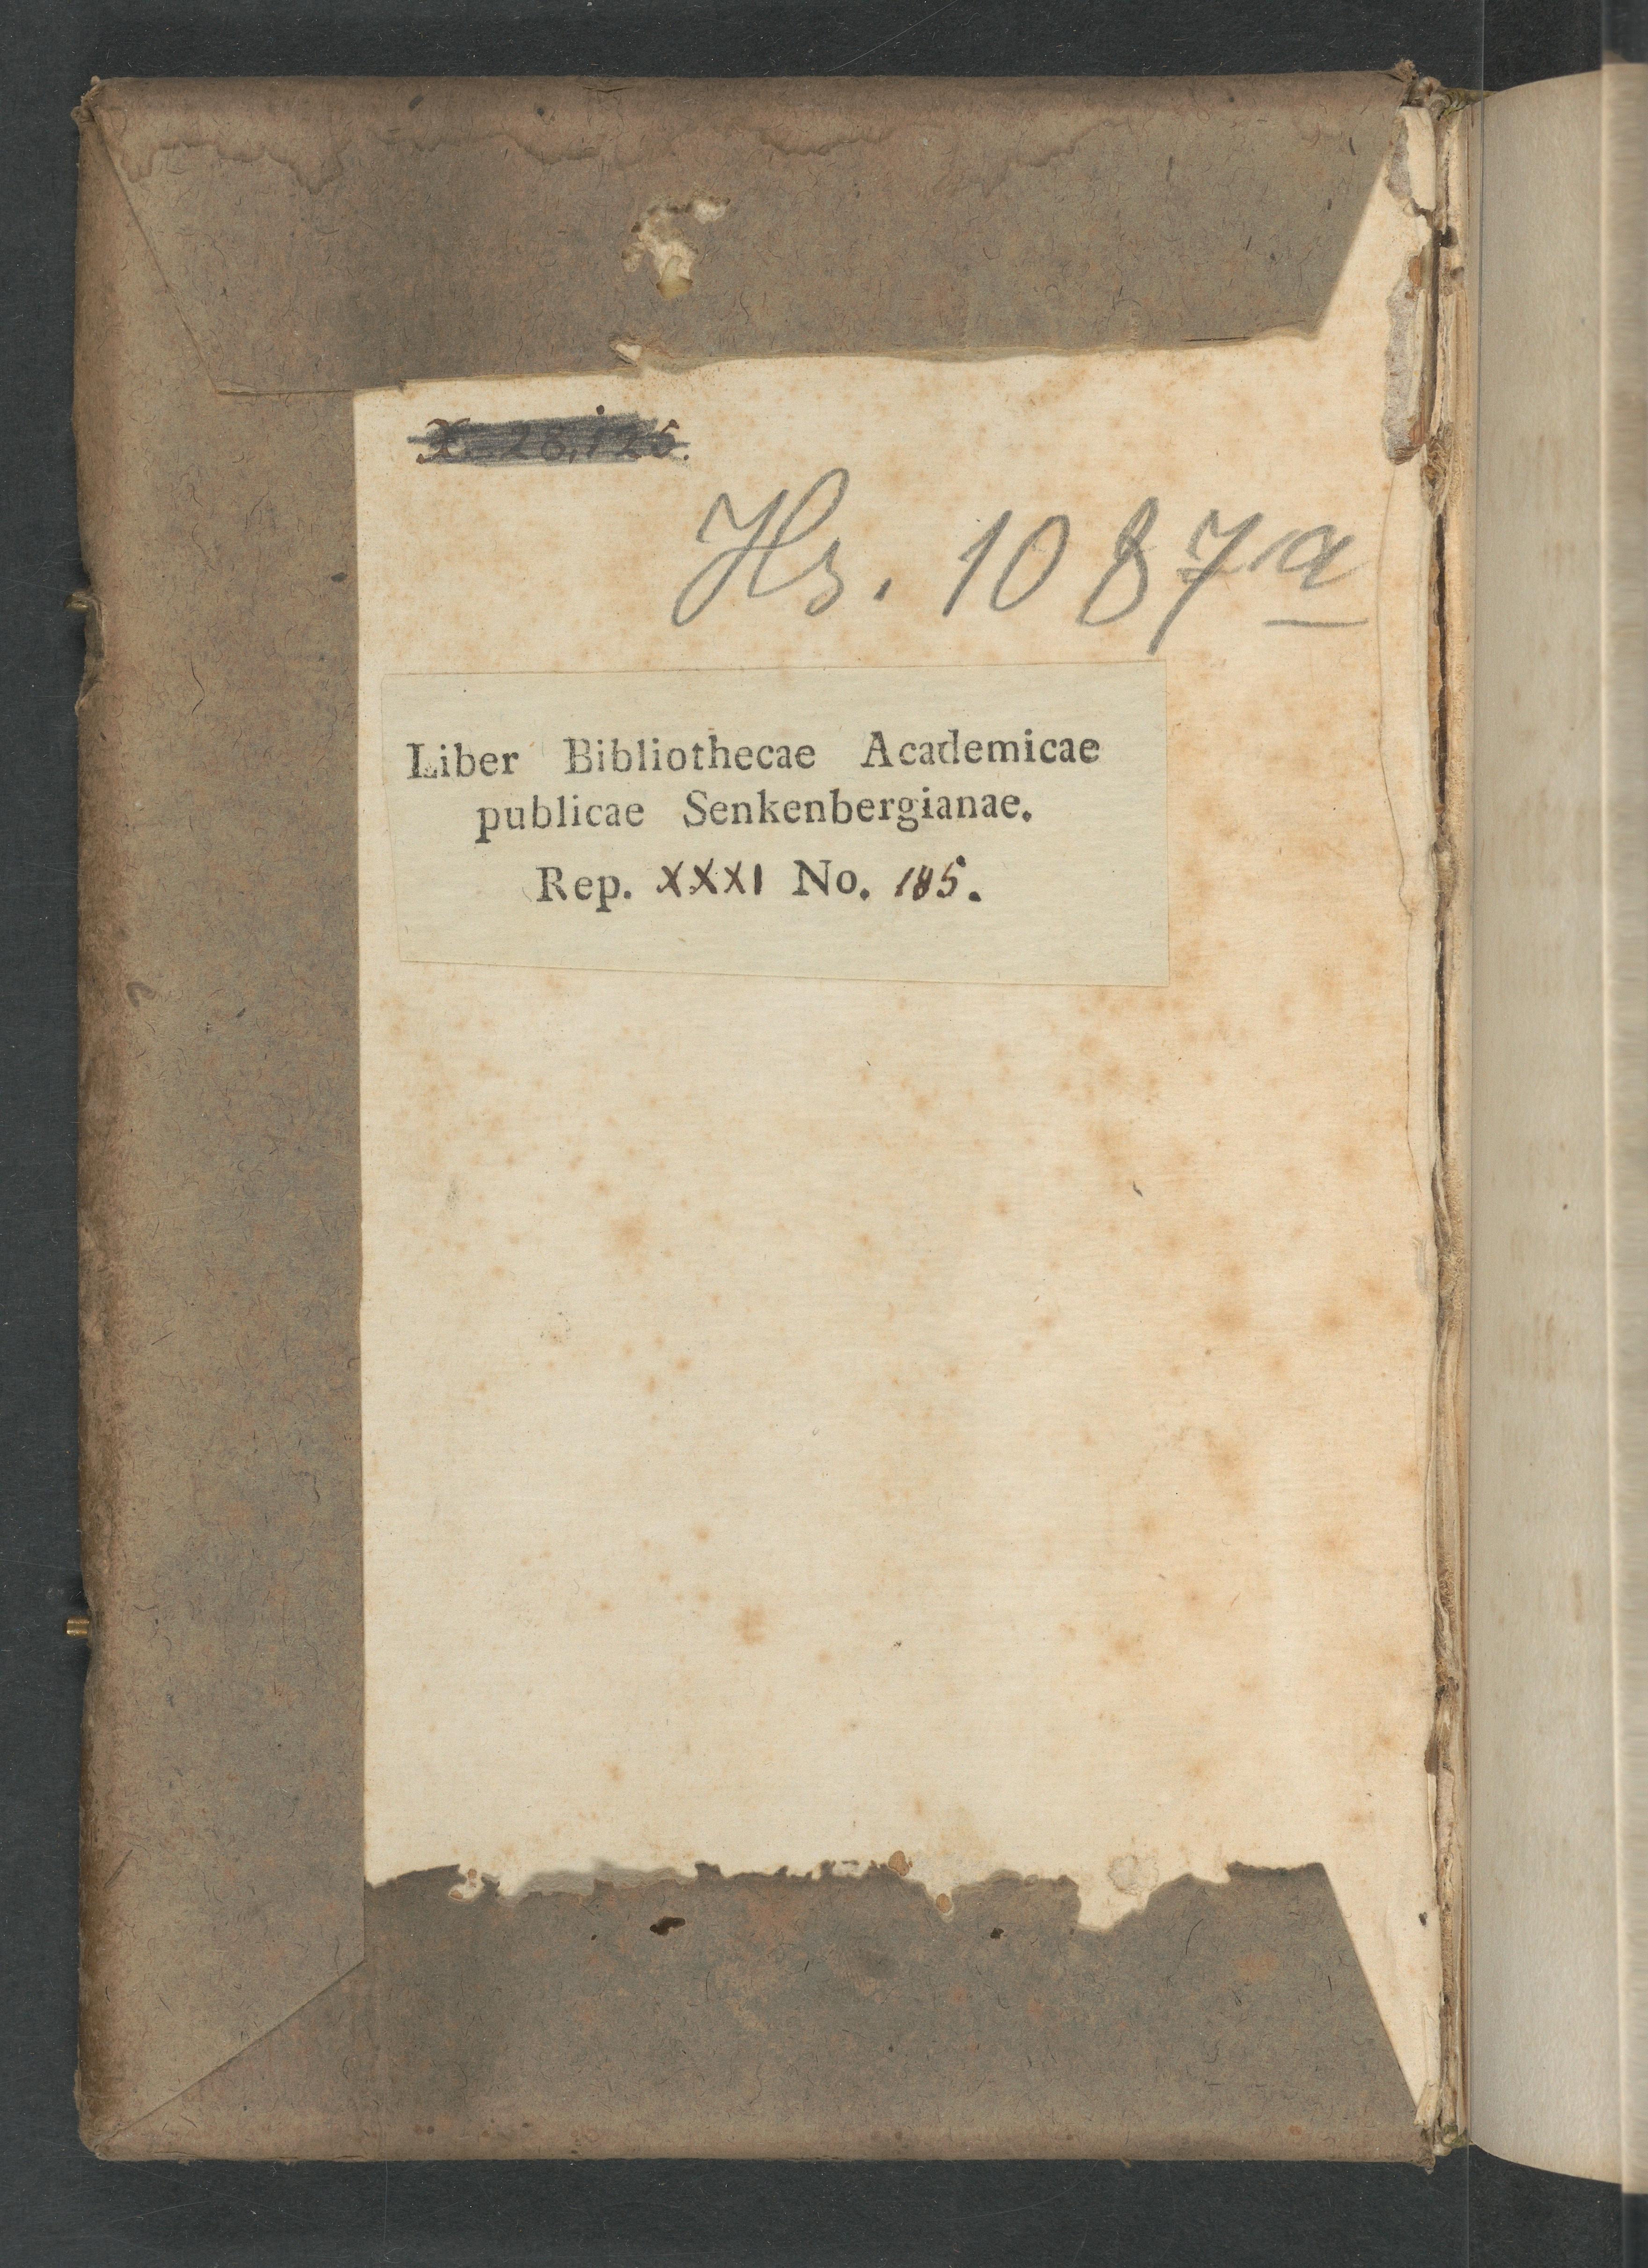 Hs. 1087a
Liber Bibliothecae Academicae
publicae Senkenbergianae.
Rep. XXXI No. 185.